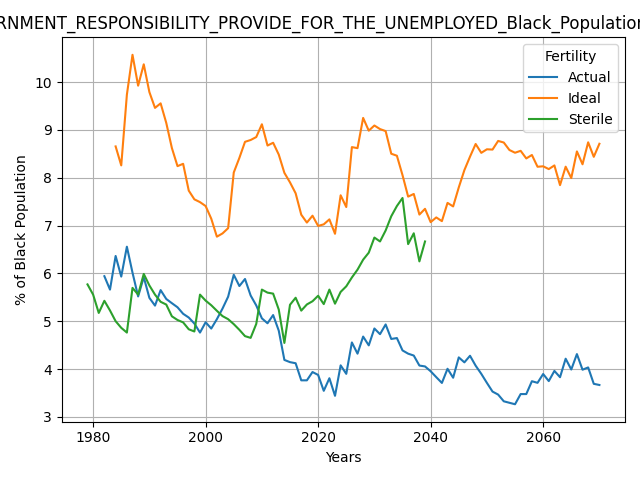 RNMENT_RESPONSIBILITY_PROVIDE_FOR_THE_UNEMPLOYED_Black_Population
Fertility
Actual
Ideal
Sterile
% of Black Population
10
9
8
7
6
5
4
3
1980 2000 2020 2040 2060
Years